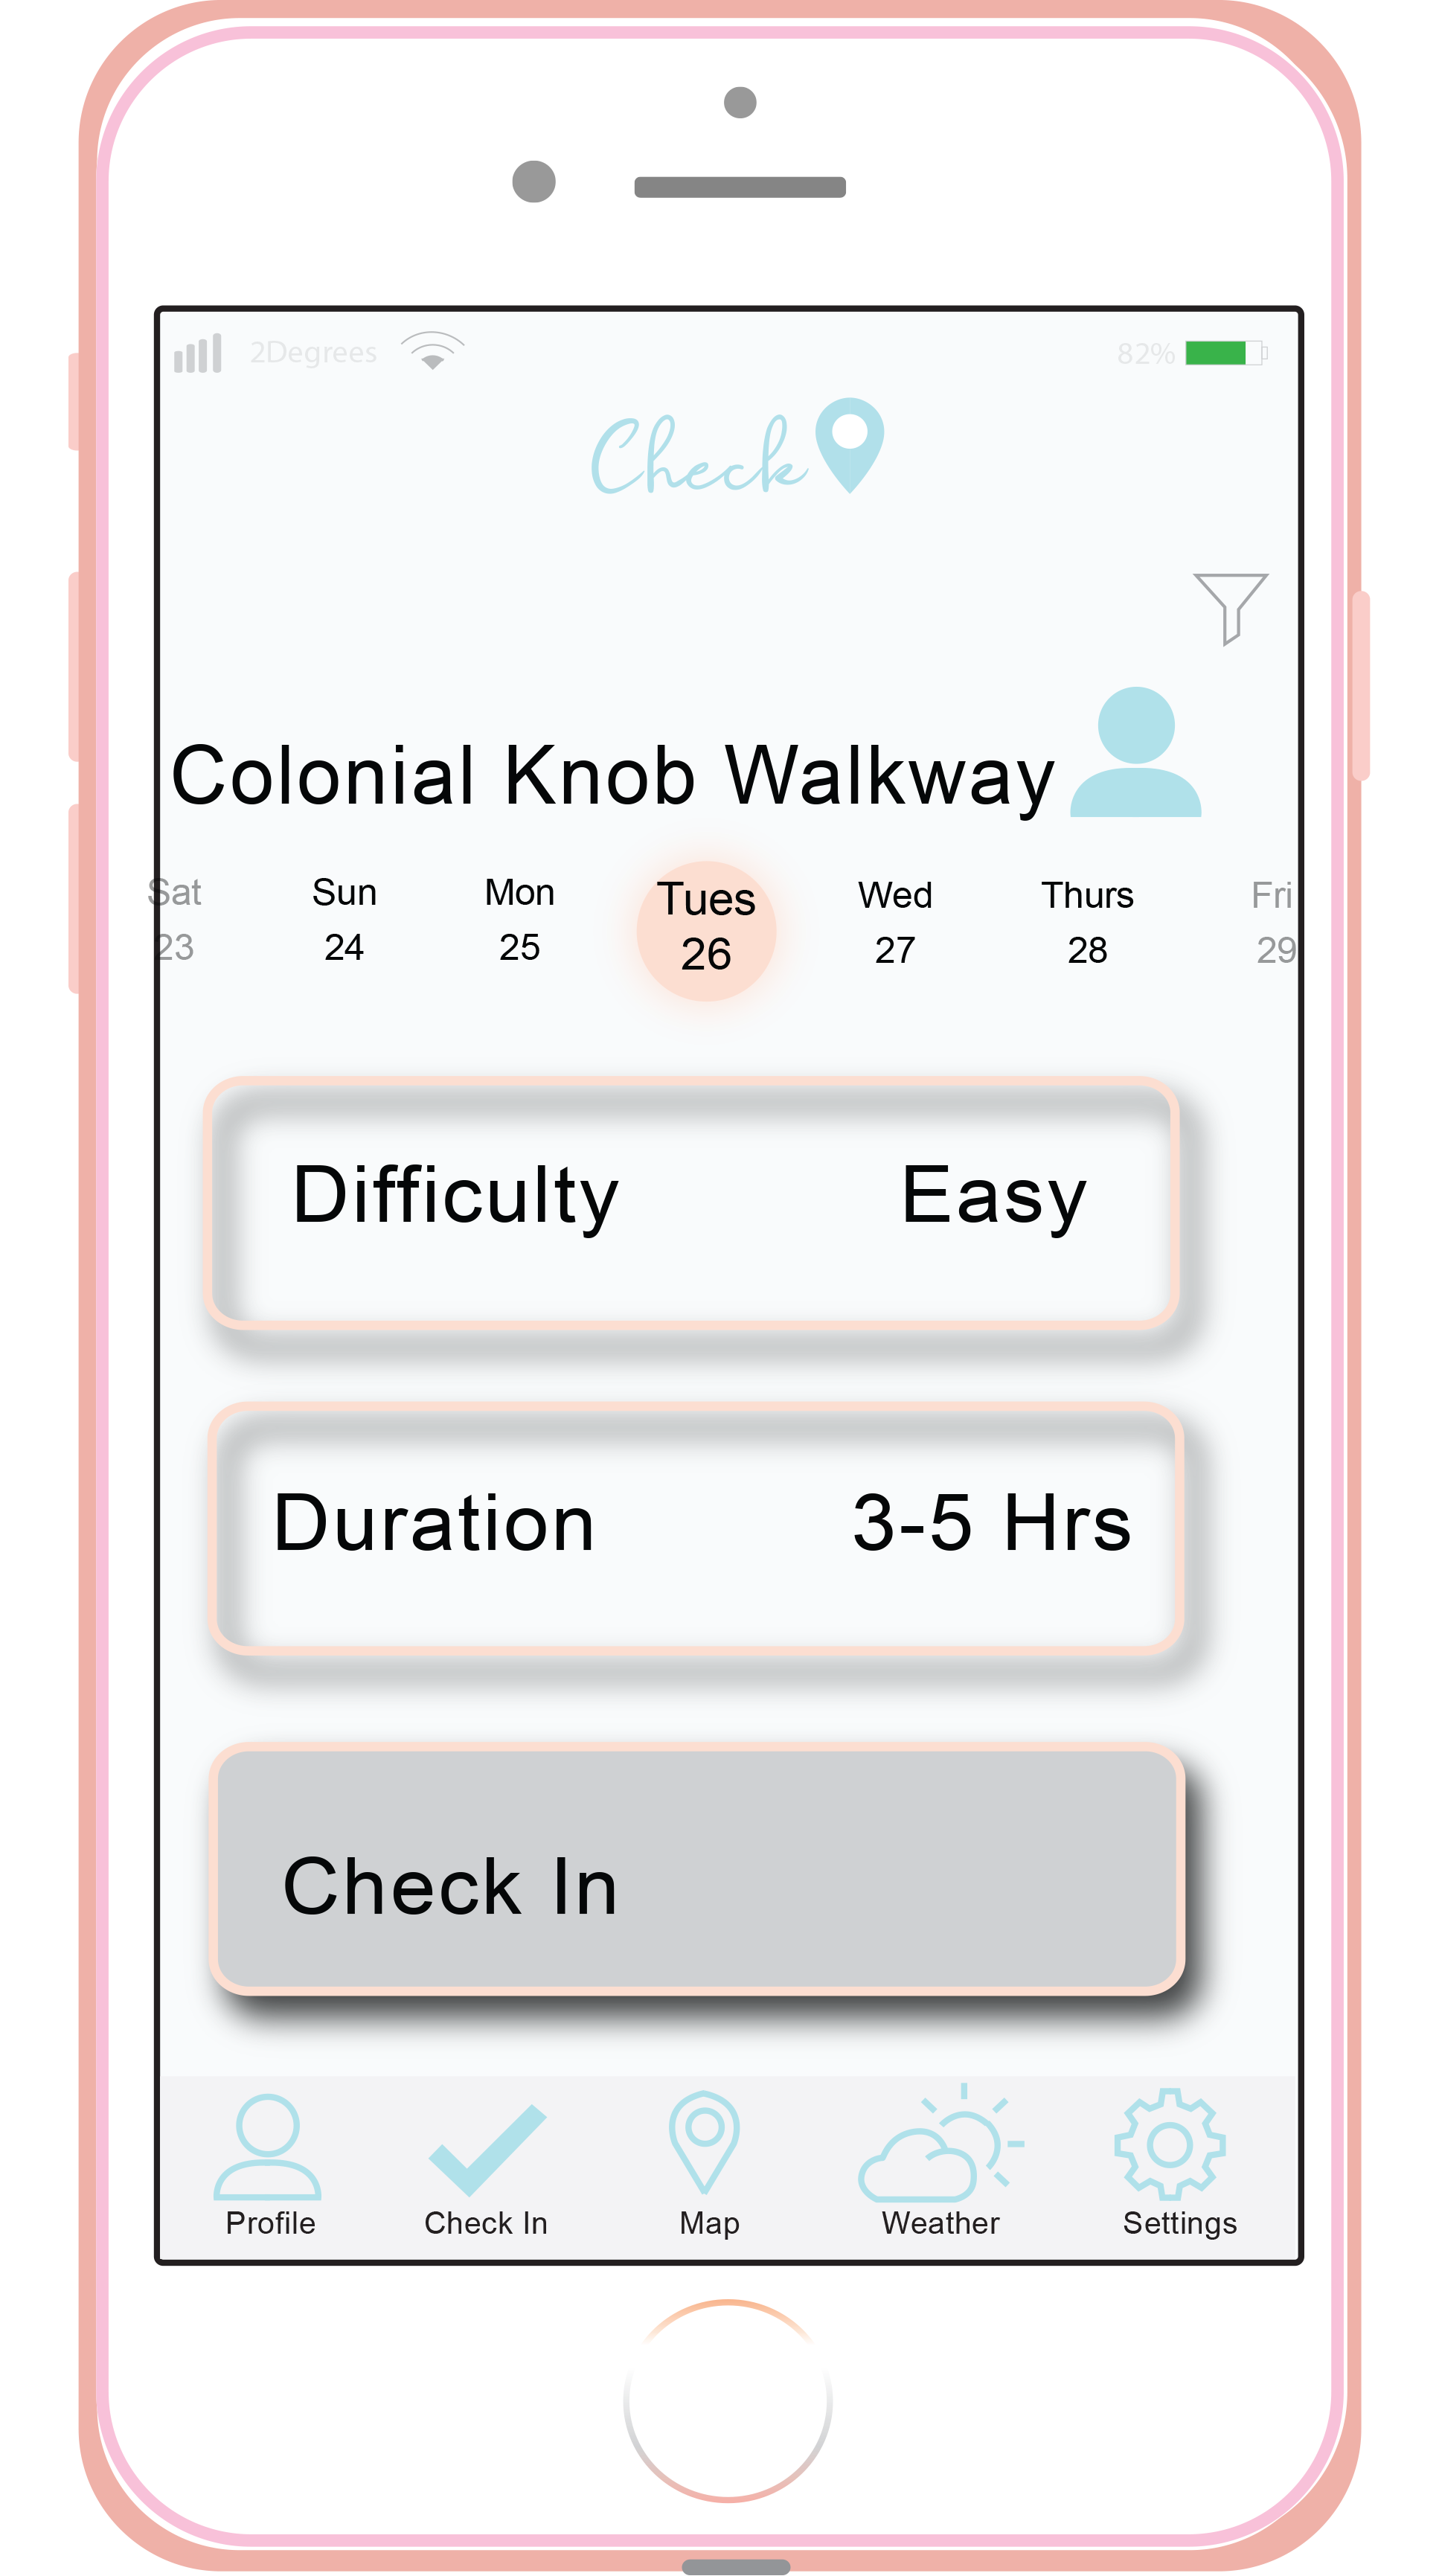 2Degrees 82%
Check
Colonial Knob Walkway
Sat Sun Mon Tues Wed Thurs Fri
23 24 25 26 27 28 29
Difficulty Easy
Duration 3-5 Hrs
Check In
Profile Check In Map Weather Settings